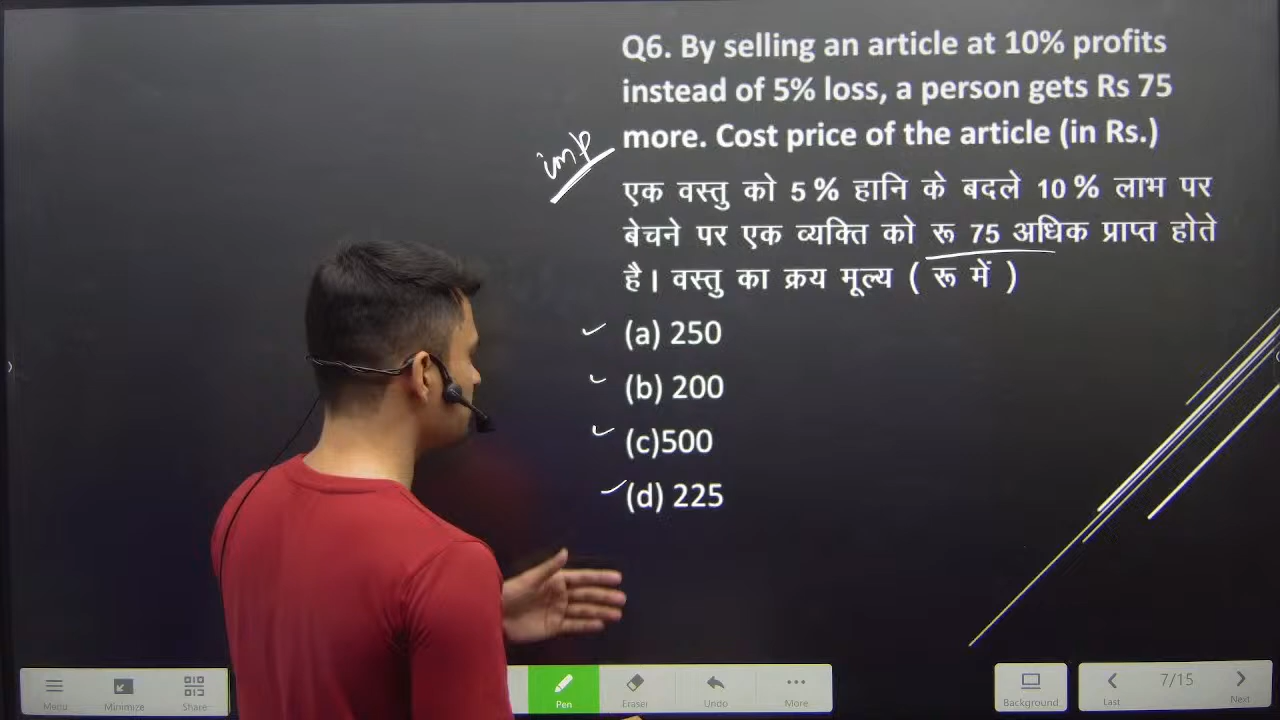 Q6. By selling an article at 10% profits
instead of 5% loss, a person gets Rs 75
more. Cost price of the article (in Rs.)
imp
एक वस्तु को 5 % हानि के बदले 10 % लाभ पर
बेचने पर एक व्यक्ति को रू 75 अधिक प्राप्त होते
है। वस्तु का क्रय मूल्य ( रू में )
(a) 250
(b) 200
(c)500
(d) 225
Menu
Minimize
Share
Pen
Eraser
Undo
More
Background
Last
7/15
Next